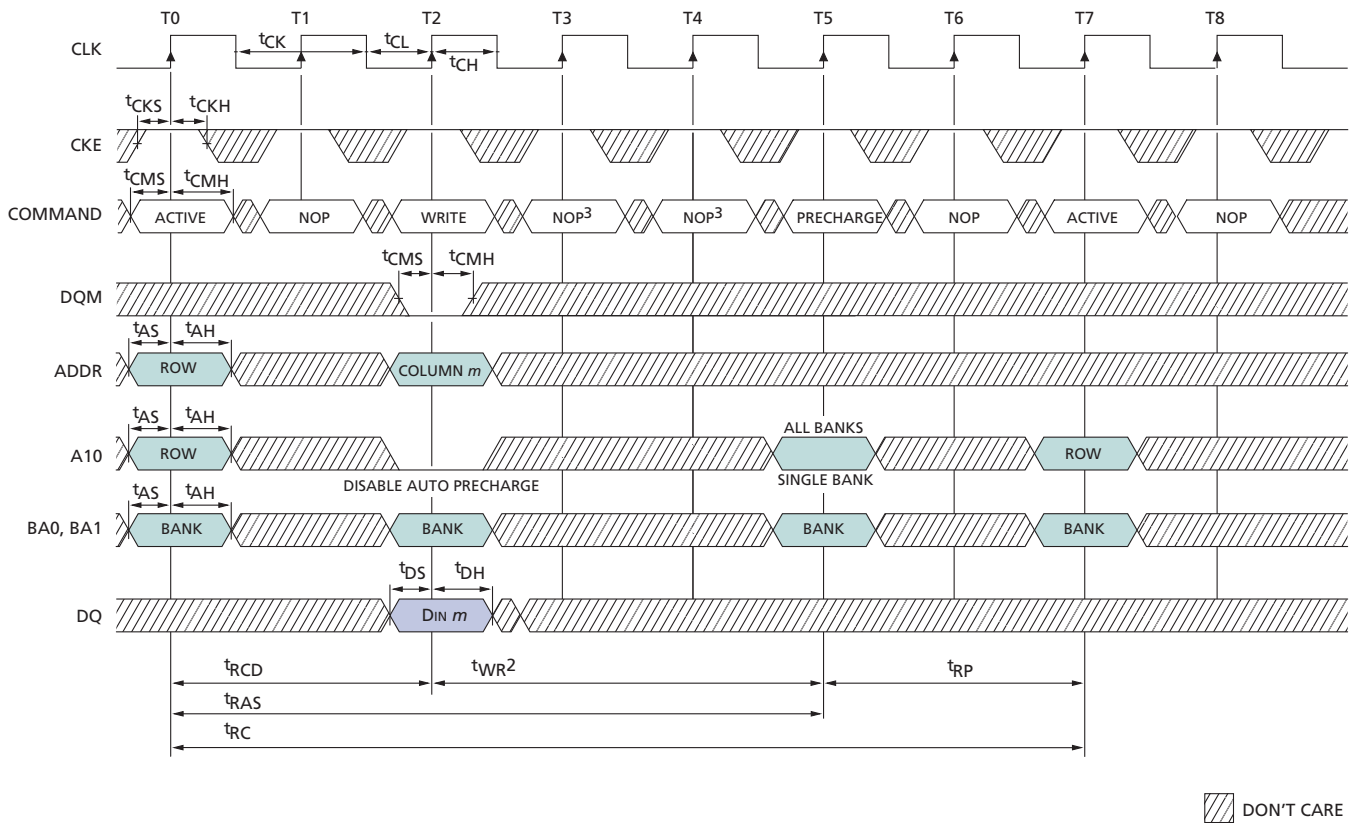 T0 T1 T2 T3 T4 T5 T6 T7 T8
CLK
tCK tCL
tCH
tCKS tCKH
CKE
tCMS tCMH
COMMAND ACTIVE NOP WRITE NOP3 NOP3 PRECHARGE NOP ACTIVE NOP
tCMS tCMH
DQM
tAS tAH
ADDR ROW COLUMN m
tAS tAH
ALL BANKS
A10 ROW ROW
DISABLE AUTO PRECHARGE SINGLE BANK
tAS tAH
BA0, BA1 BANK BANK BANK BANK
tDS tDH
DQ DIN m
tRCD tWR2 tRP
tRAS
tRC
DON'T CARE